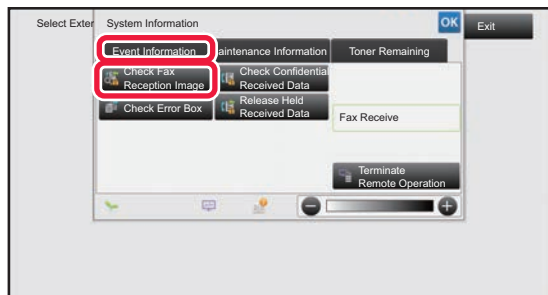 Select Exter
System Information
OK
Exit
Event Information
aintenance Information
Toner Remaining
Check Fax
Reception Image
Check Confidential
Received Data
Check Error Box
Release Held
Received Data
Fax Receive
Terminate
Remote Operation